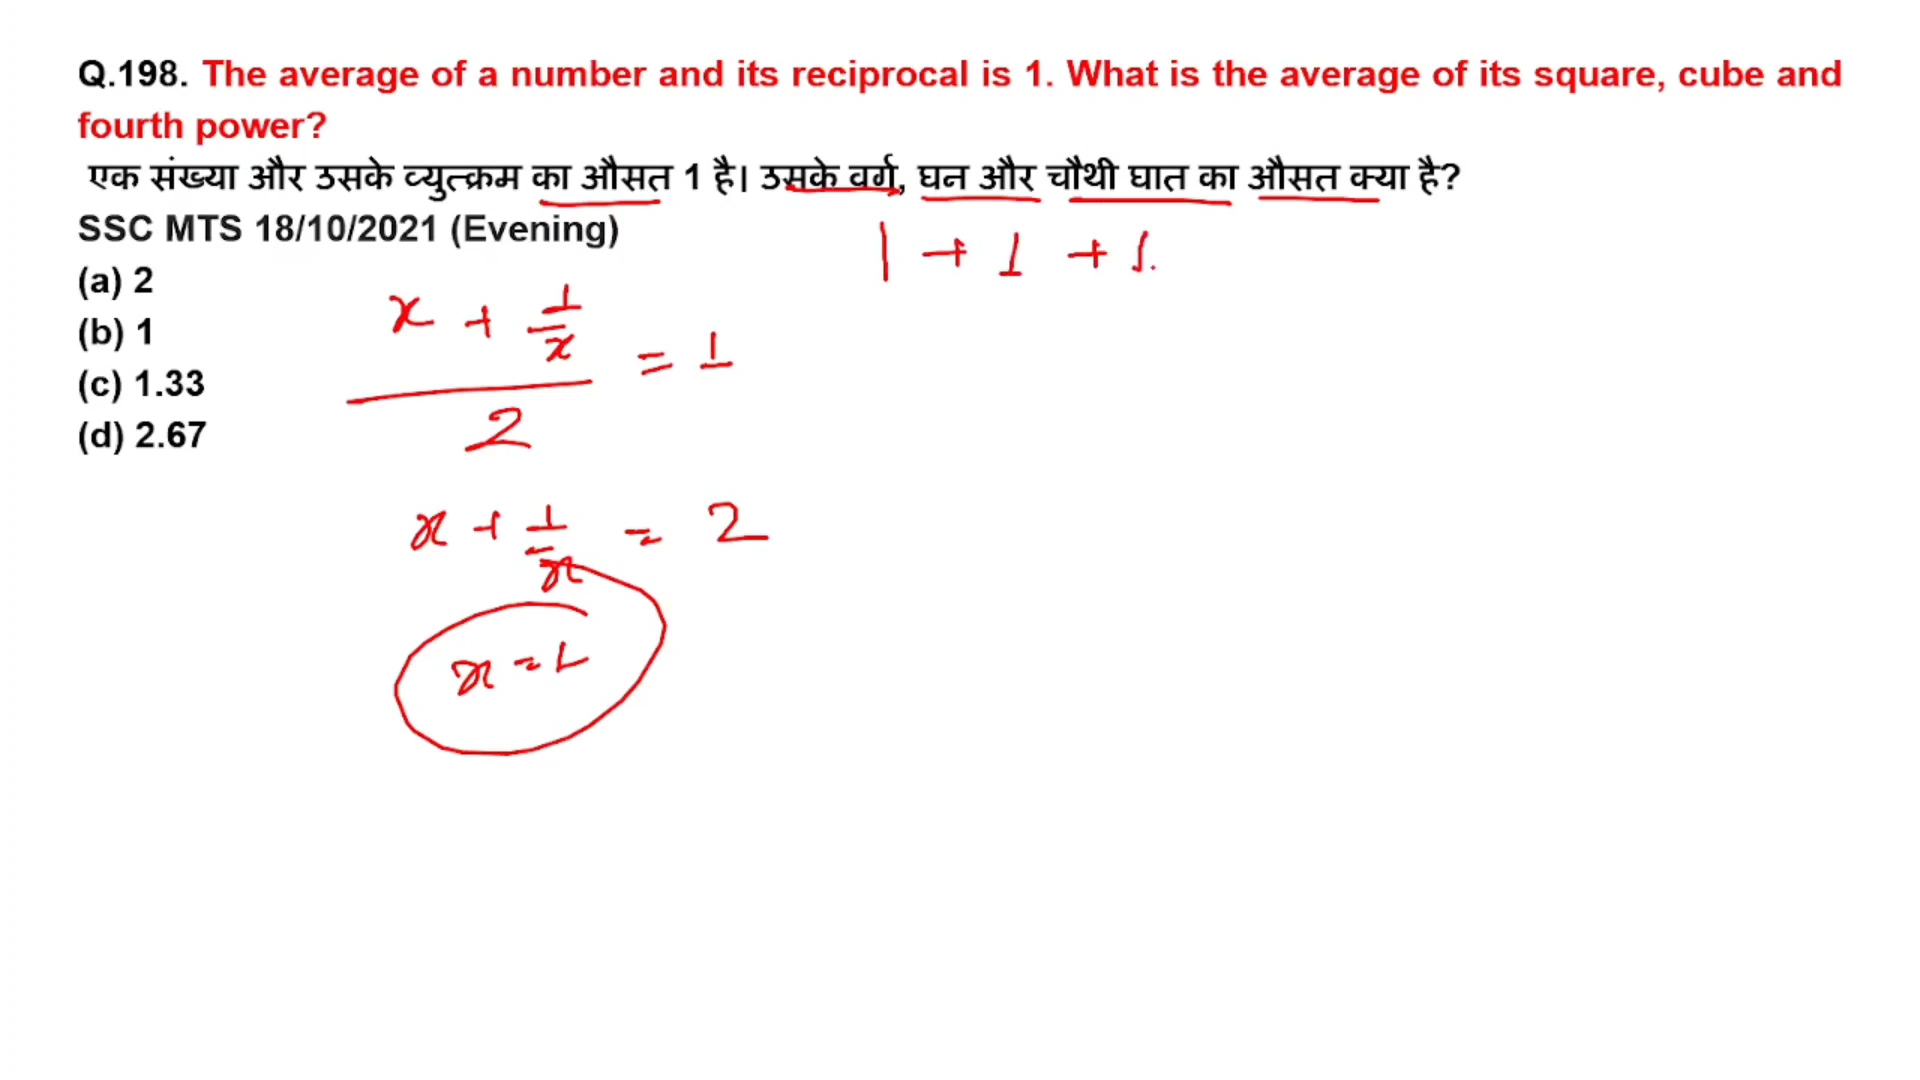 Q.198. The average of a number and its reciprocal is 1. What is the average of its square, cube and
fourth power?
एक संख्या और उसके व्युत्क्रम का औसत 1 है। उसके वर्ग, घन और चौथी घात का औसत क्या है?
SSC MTS 18/10/2021 (Evening)
1 + 1 + 1.
(a) 2
(b) 1
(c) 1.33
(d) 2.67
x + 1/x
= 1
2
x + 1/x = 2
x = 1